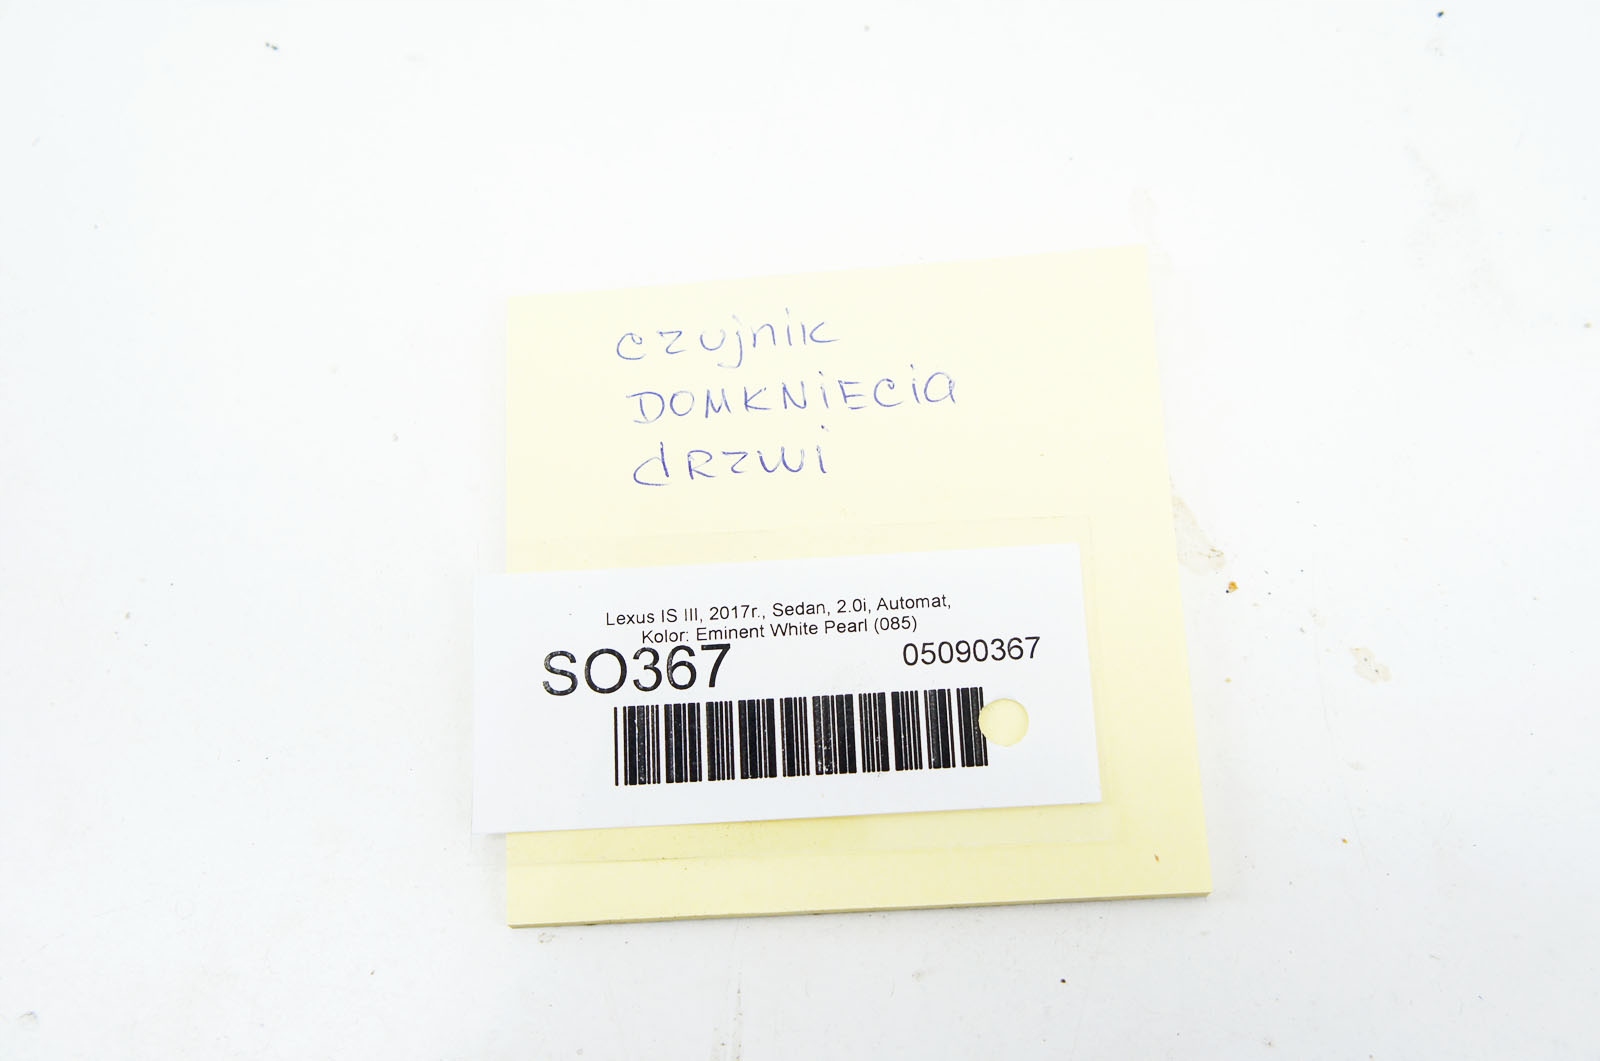 czujnik
DOMKNIECIA
dRZWi
Lexus IS III, 2017r., Sedan, 2.0i, Automat,
Kolor: Eminent White Pearl (085)
SO367 05090367